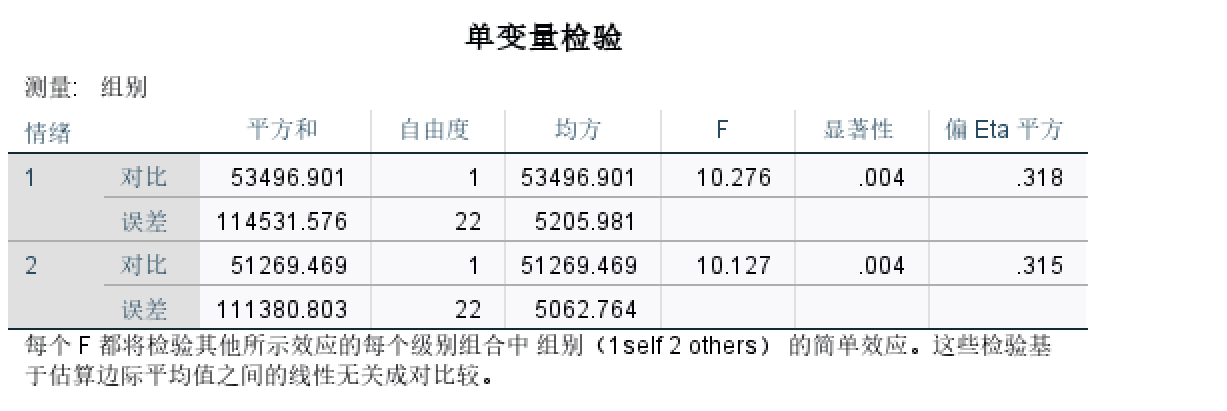 单变量检验
测量: 组别
情绪 平方和 自由度 均方 F 显著性 偏 Eta 平方
1 对比 53496.901 1 53496.901 10.276 .004 .318
误差 114531.576 22 5205.981
2 对比 51269.469 1 51269.469 10.127 .004 .315
误差 111380.803 22 5062.764
每个 F 都将检验其他所示效应的每个级别组合中 组别（1self 2 others） 的简单效应。这些检验基
于估算边际平均值之间的线性无关成对比较。